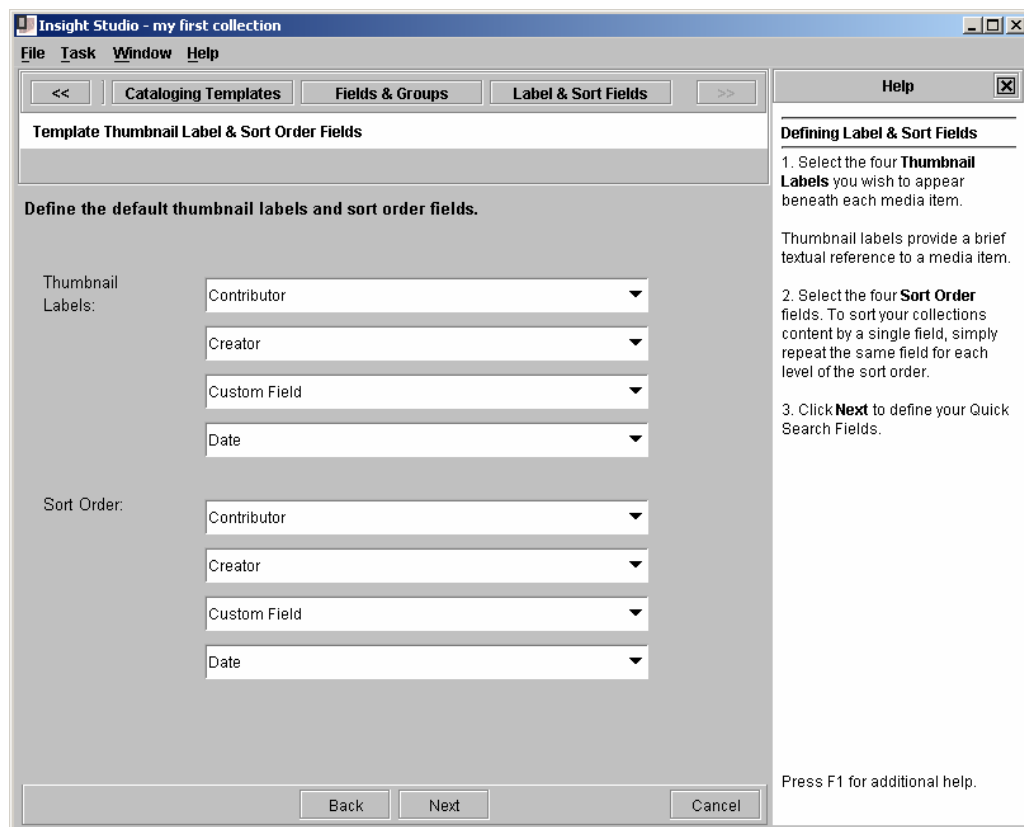 Insight Studio - my first collection
File Task Window Help
<< Cataloging Templates Fields & Groups Label & Sort Fields >>
Template Thumbnail Label & Sort Order Fields
Define the default thumbnail labels and sort order fields.
Thumbnail
Labels:
Contributor
Creator
Custom Field
Date
Sort Order:
Contributor
Creator
Custom Field
Date
Back Next Cancel
Help
Defining Label & Sort Fields
1. Select the four Thumbnail
Labels you wish to appear
beneath each media item.
Thumbnail labels provide a brief
textual reference to a media item.
2. Select the four Sort Order
fields. To sort your collections
content by a single field, simply
repeat the same field for each
level of the sort order.
3. Click Next to define your Quick
Search Fields.
Press F1 for additional help.